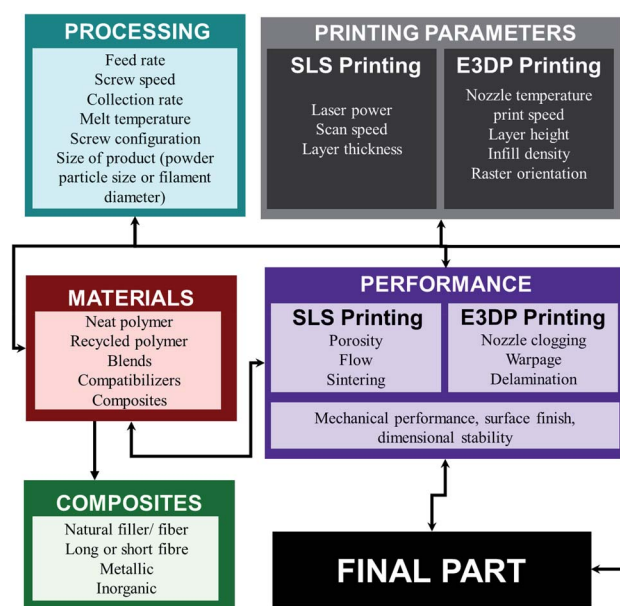 PROCESSING
Feed rate
Screw speed
Collection rate
Melt temperature
Screw configuration
Size of product (powder
particle size or filament
diameter)
PRINTING PARAMETERS
SLS Printing
Laser power
Scan speed
Layer thickness
E3DP Printing
Nozzle temperature
print speed
Layer height
Infill density
Raster orientation
MATERIALS
Neat polymer
Recycled polymer
Blends
Compatibilizers
Composites
PERFORMANCE
SLS Printing
Porosity
Flow
Sintering
E3DP Printing
Nozzle clogging
Warpage
Delamination
Mechanical performance, surface finish,
dimensional stability
COMPOSITES
Natural filler/ fiber
Long or short fibre
Metallic
Inorganic
FINAL PART